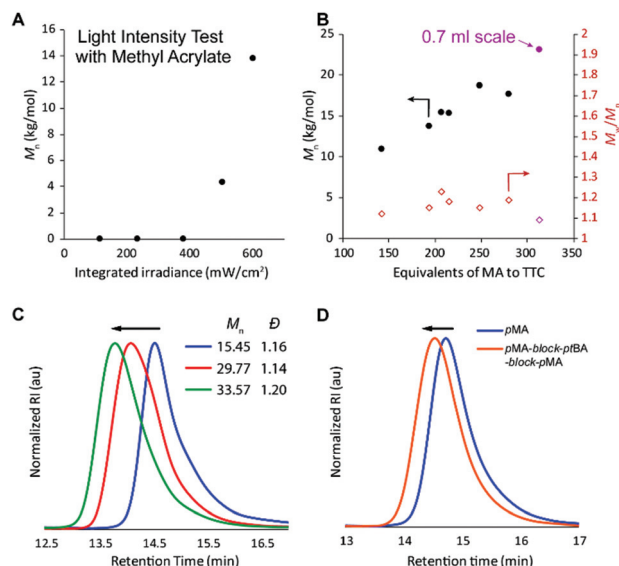 A
Light Intensity Test
with Methyl Acrylate
16
14
12
10
8
6
4
2
0
Mn (kg/mol)
0 200 400 600
Integrated irradiance (mW/cm²)
B
0.7 ml scale
25
20
15
10
5
0
Mn (kg/mol)
2
1.9
1.8
1.7
1.6
1.5
1.4
1.3
1.2
1.1
1
Mw/Mn
100 150 200 250 300 350
Equivalents of MA to TTC
C
Mn Đ
15.45 1.16
29.77 1.14
33.57 1.20
Normalized RI (au)
12.5 13.5 14.5 15.5 16.5
Retention Time (min)
D
pMA
pMA-block-ptBA
-block-pMA
Normalized RI (au)
13 14 15 16 17
Retention time (min)